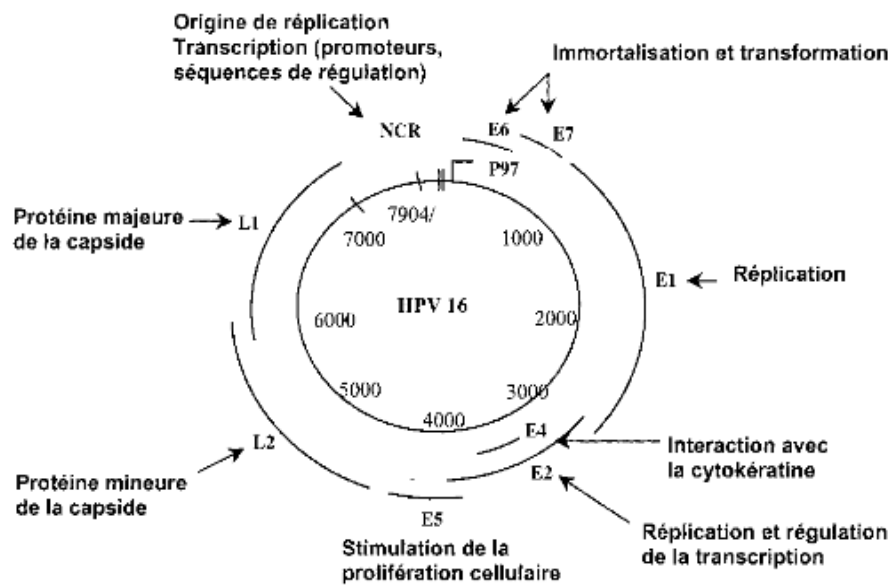 Origine de réplication
Transcription (promoteurs,
séquences de régulation)
Immortalisation et transformation
NCR
E6
E7
P97
7904/
1000
7000
Protéine majeure
de la capside
L1
E1
Réplication
HPV 16
6000
2000
5000
3000
4000
E4
Interaction avec
la cytokératine
L2
E2
Protéine mineure
de la capside
E5
Réplication et régulation
de la transcription
Stimulation de la
prolifération cellulaire